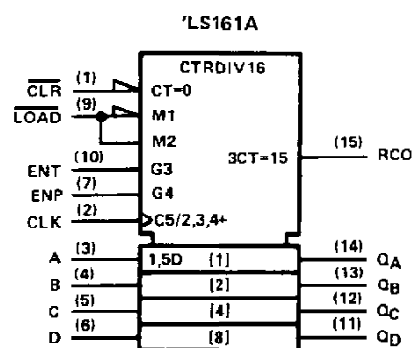 'LS161A
CTRDIV16
CLR (1) CT=0
LOAD (9) M1
M2
ENT (10) G3 3CT=15 (15) RCO
ENP (7) G4
CLK (2) C5/2,3,4+
A (3) 1,5D [1] (14) QA
B (4) [2] (13) QB
C (5) [4] (12) QC
D (6) [8] (11) QD